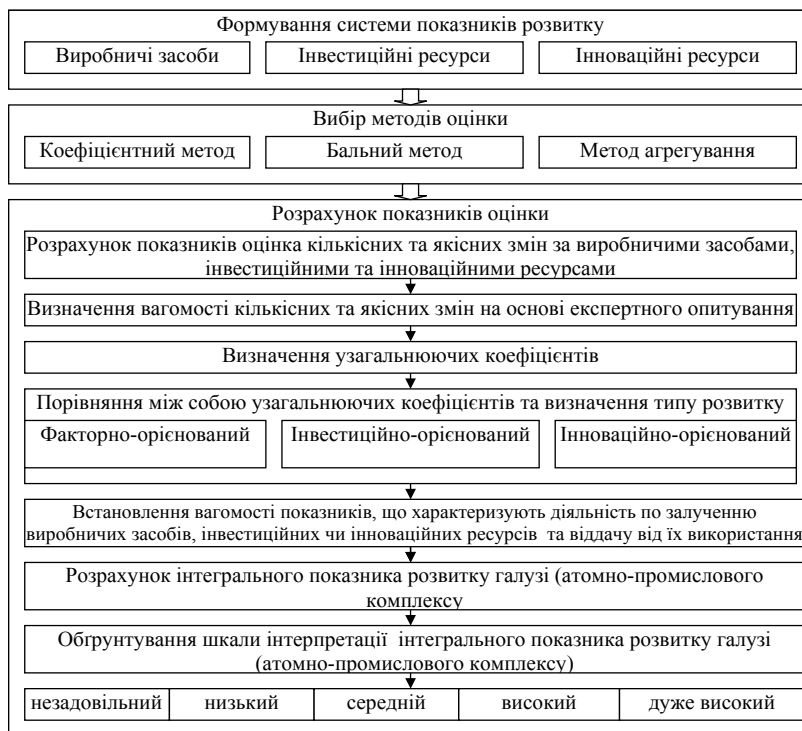 Формування системи показників розвитку
Виробничі засоби
Інвестиційні ресурси
Інноваційні ресурси
Вибір методів оцінки
Коефіцієнтний метод
Бальний метод
Метод агрегування
Розрахунок показників оцінки
Розрахунок показників оцінка кількісних та якісних змін за виробничими засобами,
інвестиційними та інноваційними ресурсами
Визначення вагомості кількісних та якісних змін на основі експертного опитування
Визначення узагальнюючих коефіцієнтів
Порівняння між собою узагальнюючих коефіцієнтів та визначення типу розвитку
Факторно-орієнований
Інвестиційно-орієнований
Інноваційно-орієнований
Встановлення вагомості показників, що характеризують діяльність по залученню
виробничих засобів, інвестиційних чи інноваційних ресурсів та віддачу від їх використання
Розрахунок інтегрального показника розвитку галузі (атомно-промислового
комплексу
Обґрунтування шкали інтерпретації інтегрального показника розвитку галузі
(атомно-промислового комплексу)
незадовільний
низький
середній
високий
дуже високий